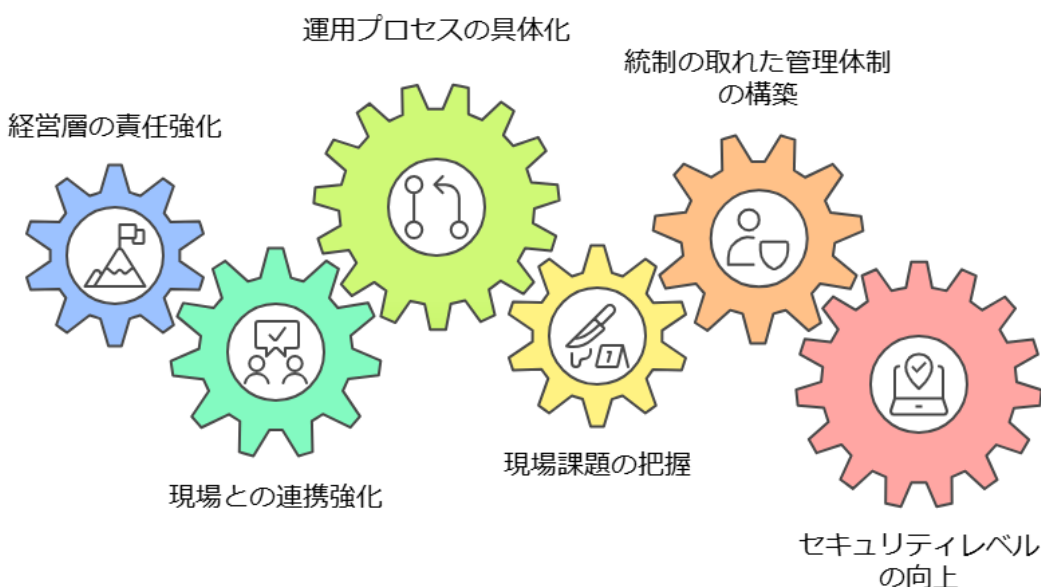 経営層の責任強化
現場との連携強化
運用プロセスの具体化
現場課題の把握
統制の取れた管理体制
の構築
セキュリティレベル
の向上
1